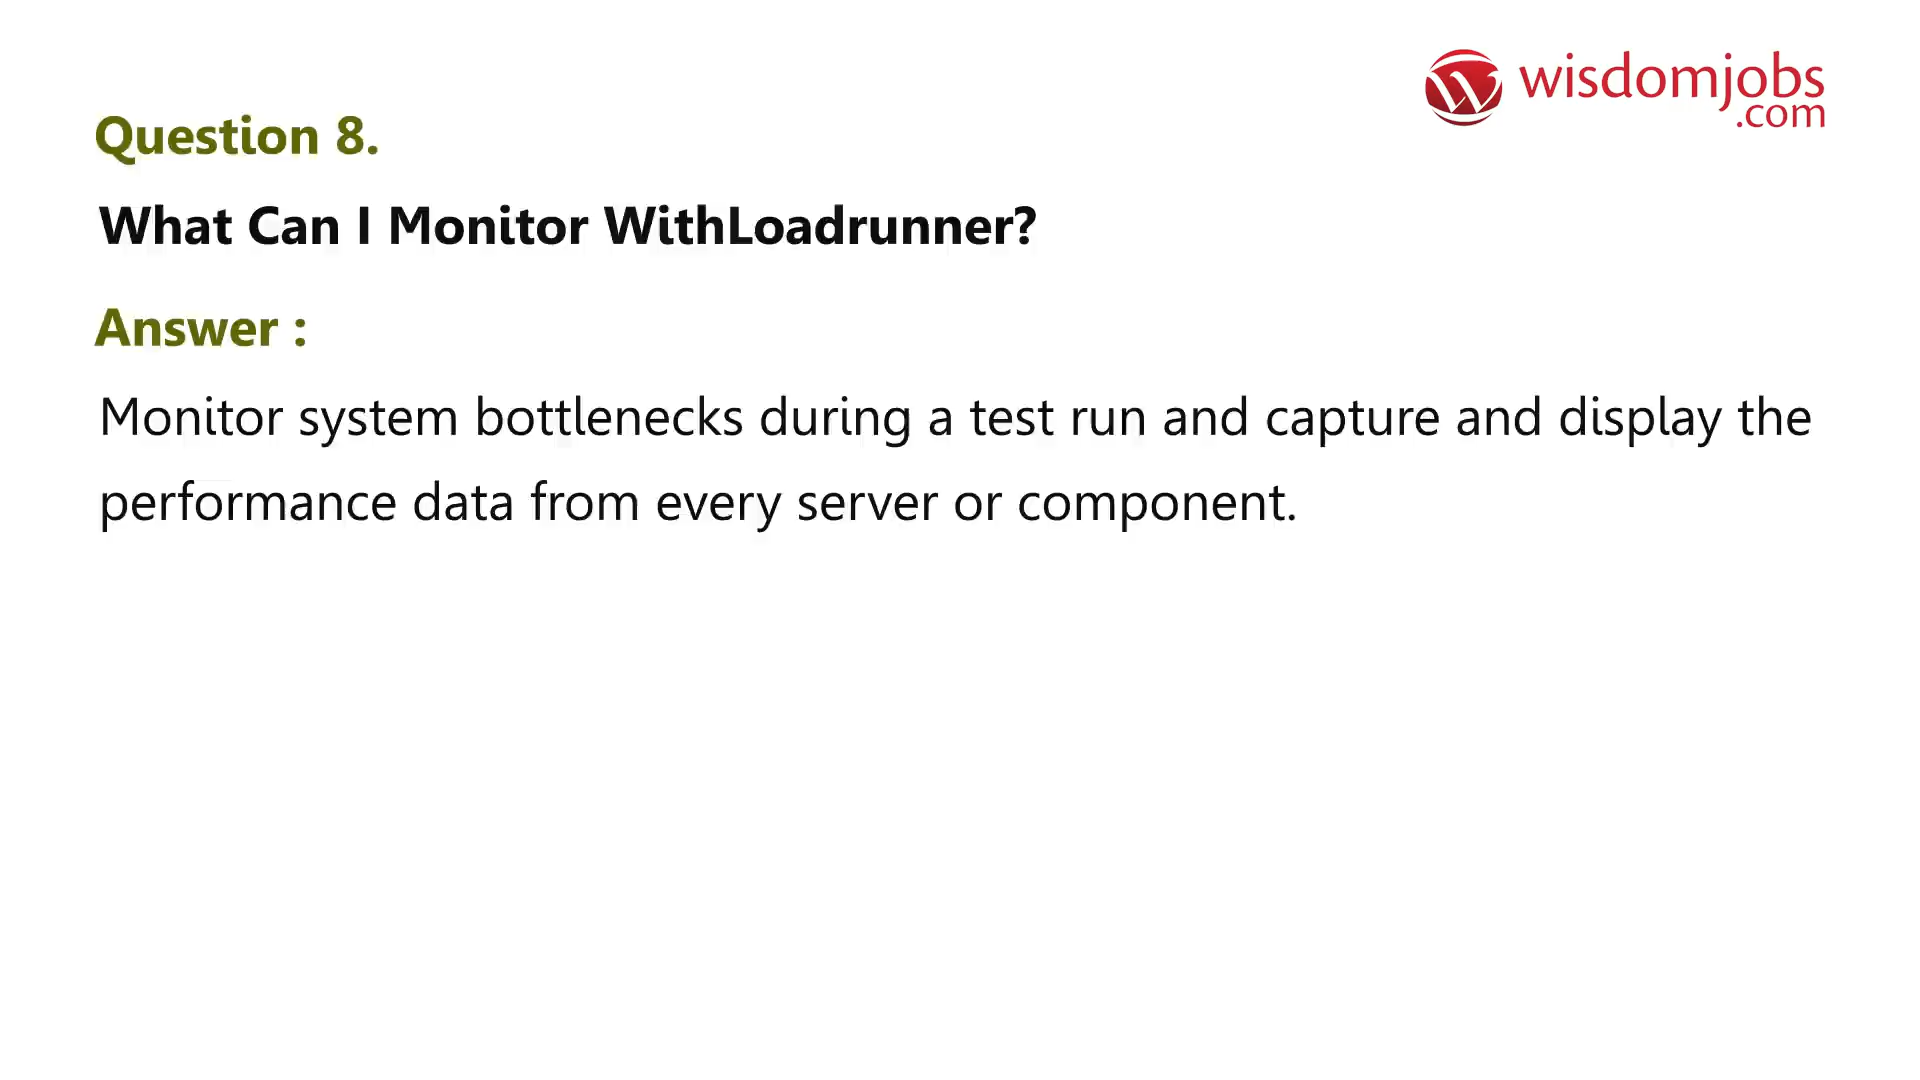 wisdomjobs
.com
Question 8.
What Can I Monitor WithLoadrunner?
Answer :
Monitor system bottlenecks during a test run and capture and display the
performance data from every server or component.